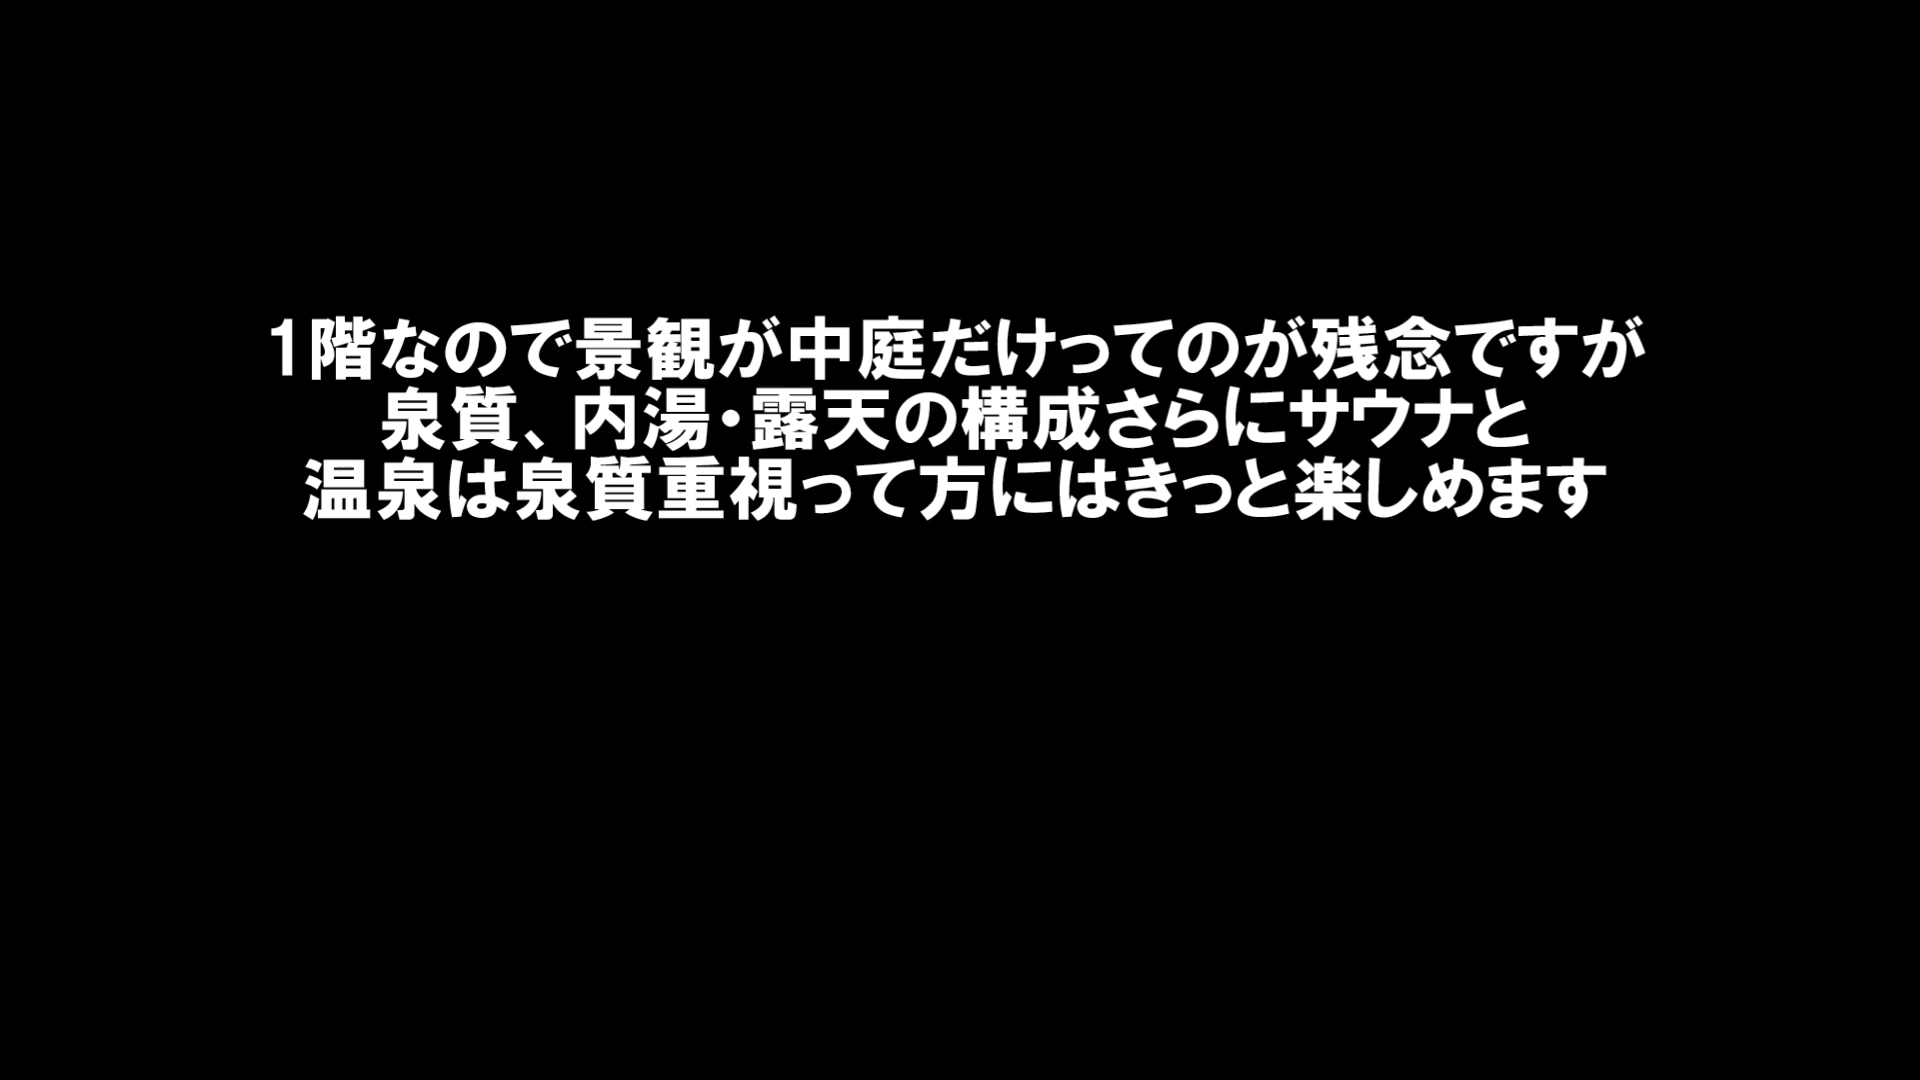 1階なので景観が中庭だけってのが残念ですが
泉質、内湯・露天の構成さらにサウナと
温泉は泉質重視って方にはきっと楽しめます